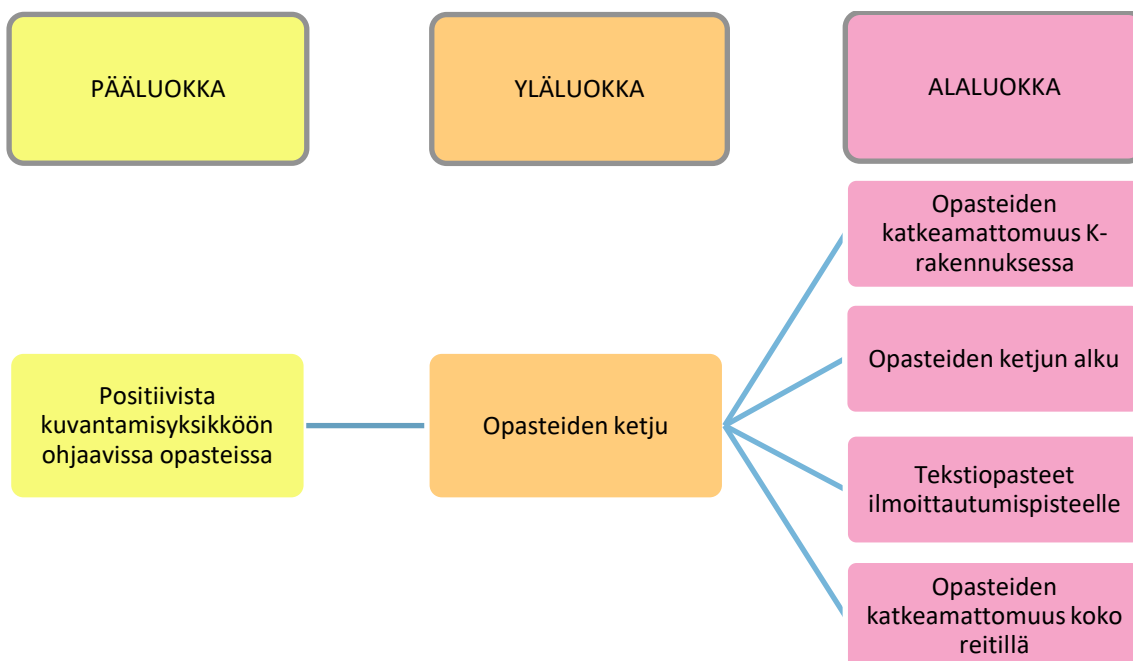 PÄÄLUOKKA
YLÄLUOKKA
ALALUOKKA
Positiivista
kuvantamisyksikköön
ohjaavissa opasteissa
Opasteiden ketju
Opasteiden
katkeamattomuus K-
rakennuksessa
Opasteiden ketjun alku
Tekstiopasteet
ilmoittautumispisteelle
Opasteiden
katkeamattomuus koko
reitillä